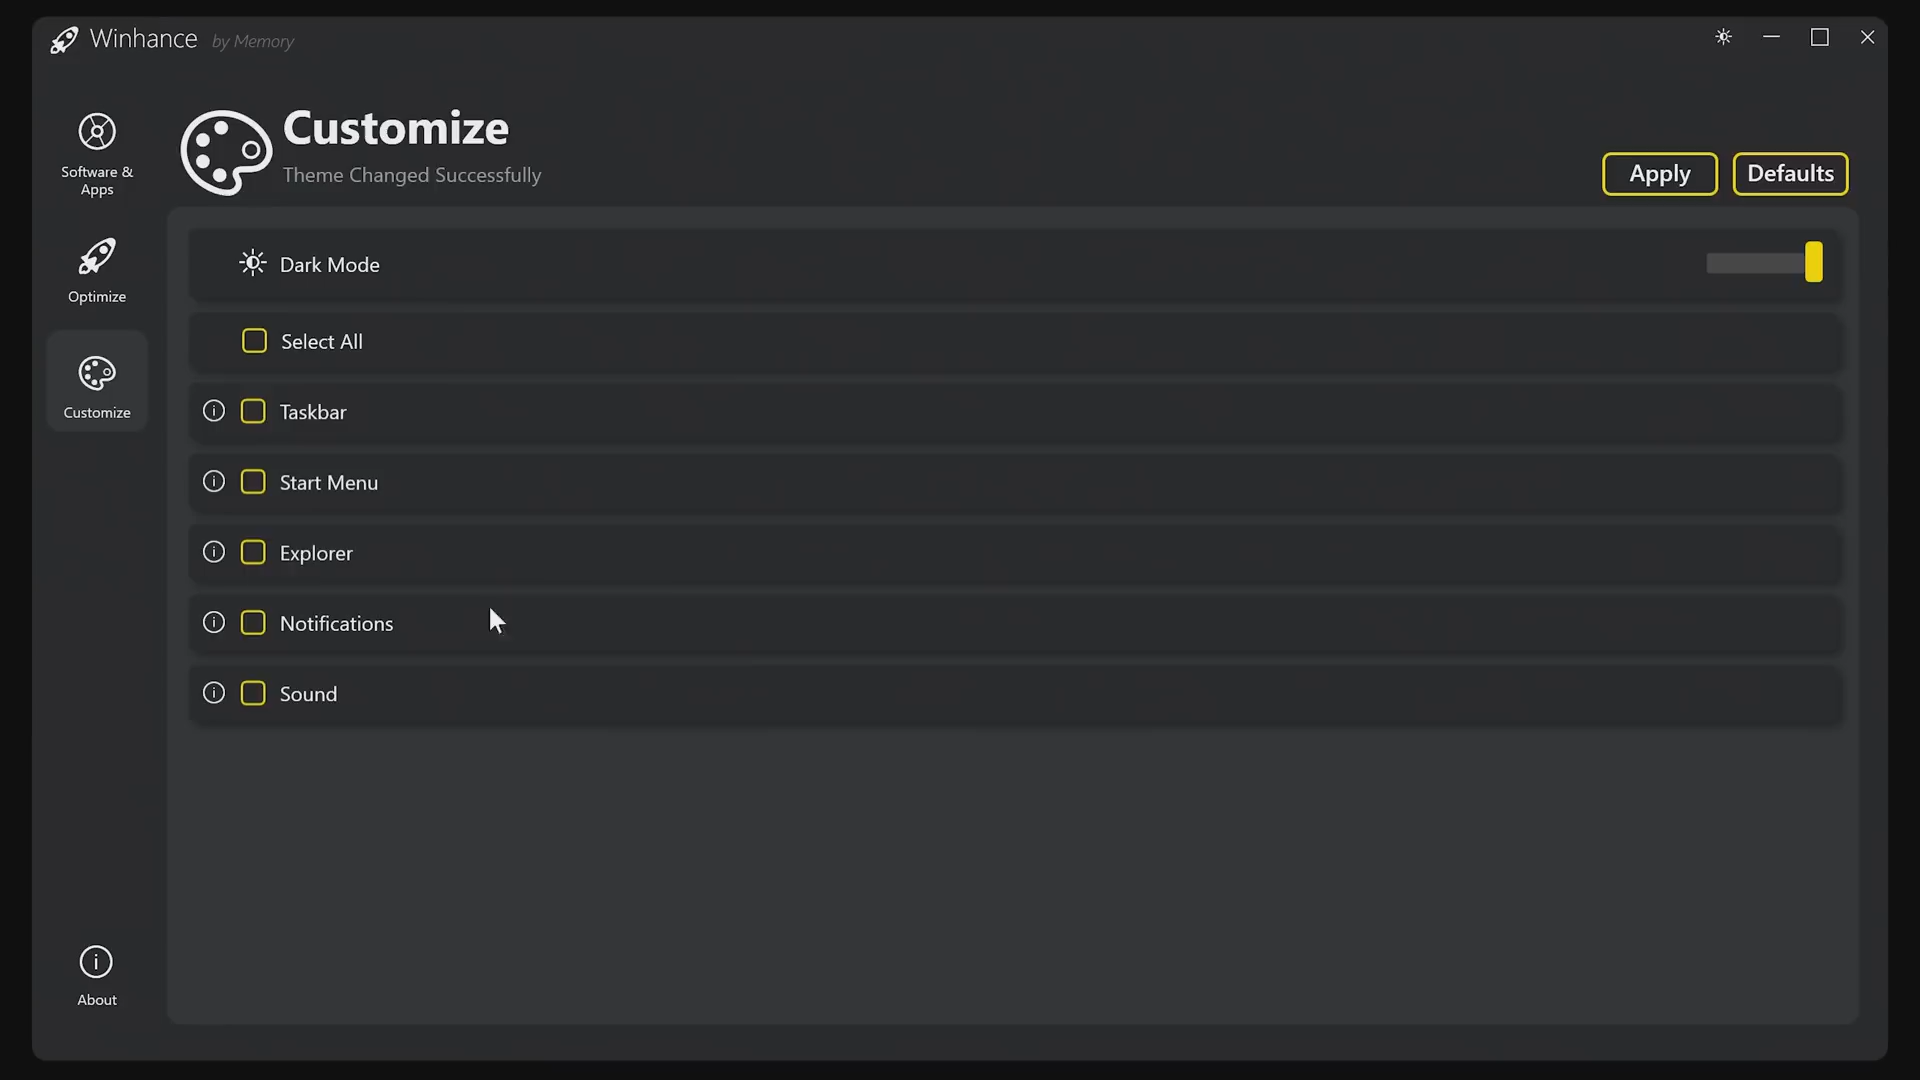 Winhance by Memory
Customize
Theme Changed Successfully
Apply
Defaults
Software &
Apps
Optimize
Customize
About
Dark Mode
Select All
Taskbar
Start Menu
Explorer
Notifications
Sound